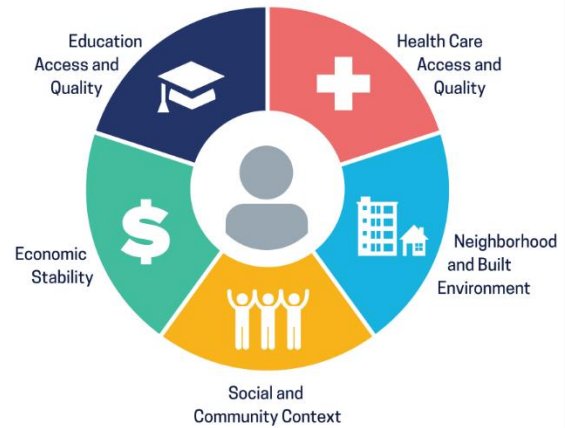 Education
Access and
Quality
Health Care
Access and
Quality
$
Economic
Stability
Neighborhood
and Built
Environment
Social and
Community Context